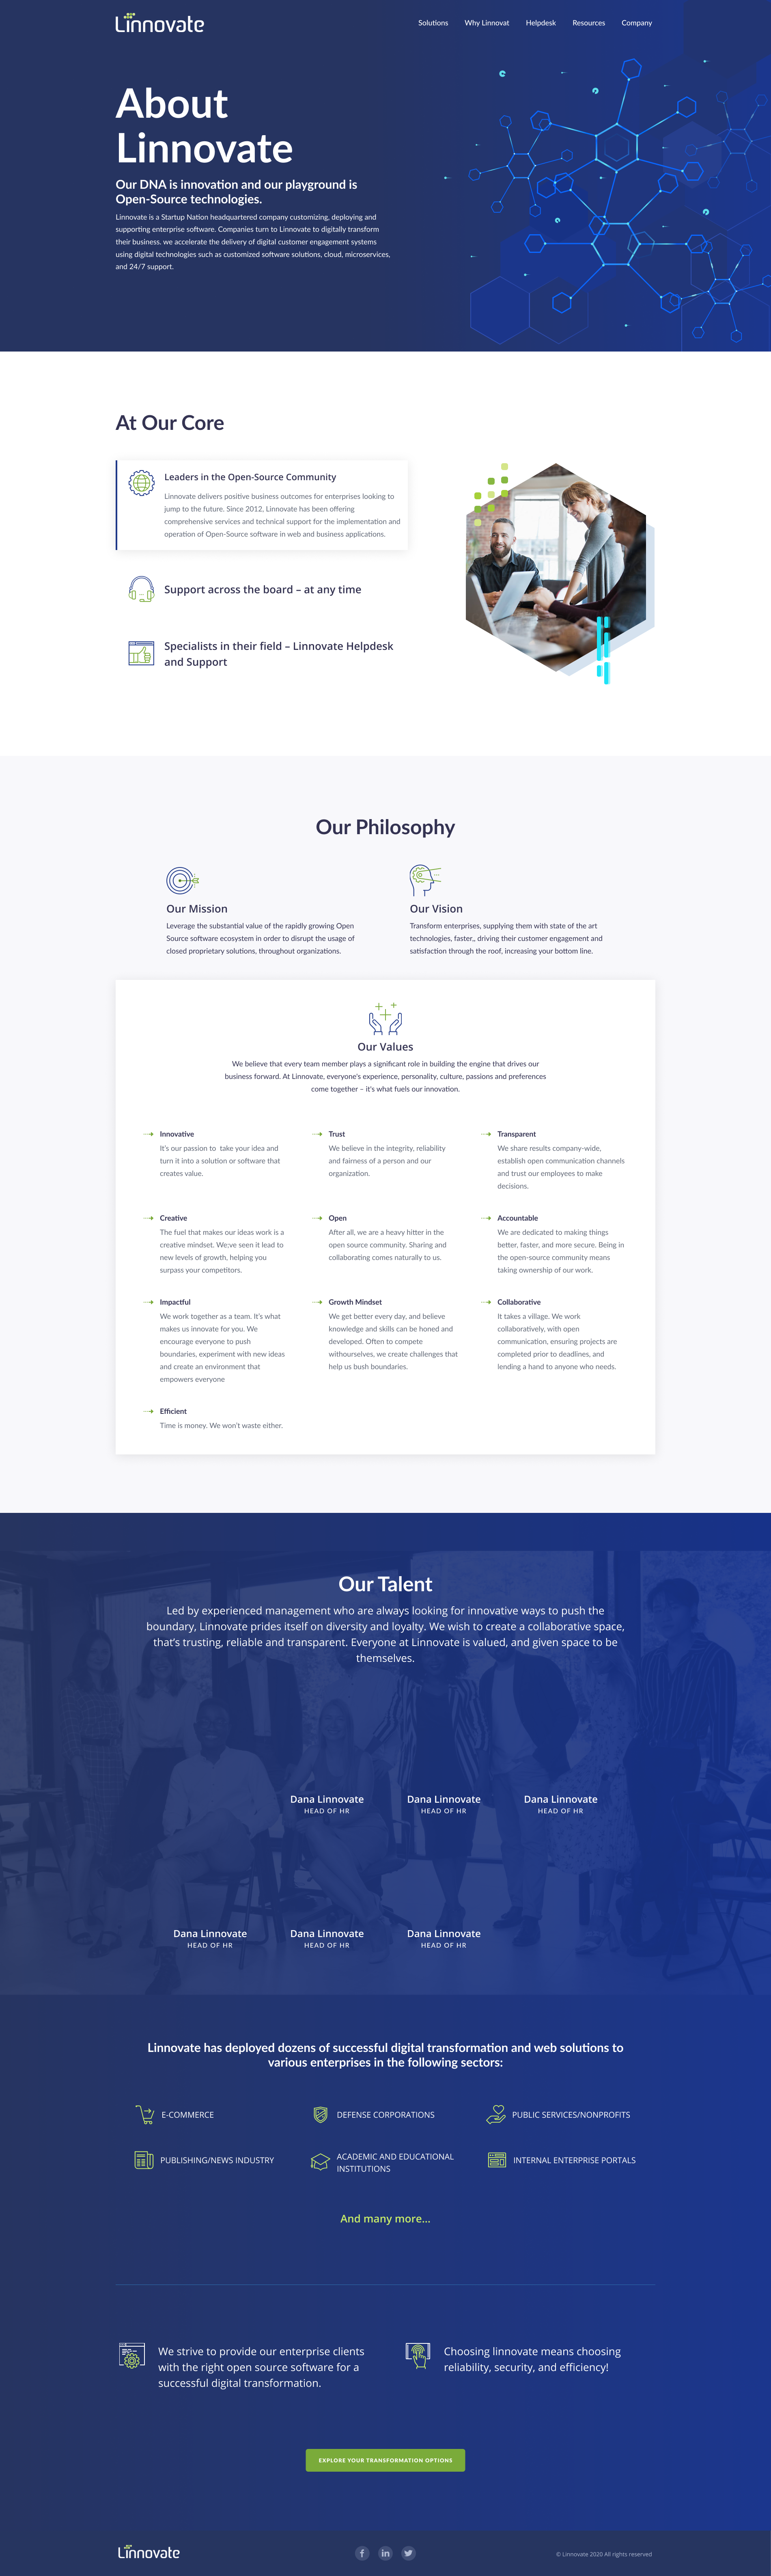 Linnovate
Solutions
Why Linnovat
Helpdesk
Resources
Company
About
Linnovate
Our DNA is innovation and our playground is
Open-Source technologies.
Linnovate is a Startup Nation headquartered company customizing, deploying and
supporting enterprise software. Companies turn to Linnovate to digitally transform
their business. we accelerate the delivery of digital customer engagement systems
using digital technologies such as customized software solutions, cloud, microservices,
and 24/7 support.
At Our Core
Leaders in the Open-Source Community
Linnovate delivers positive business outcomes for enterprises looking to
jump to the future. Since 2012, Linnovate has been offering
comprehensive services and technical support for the implementation and
operation of Open-Source software in web and business applications.
Support across the board – at any time
Specialists in their field – Linnovate Helpdesk
and Support
Our Philosophy
Our Mission
Leverage the substantial value of the rapidly growing Open
Source software ecosystem in order to disrupt the usage of
closed proprietary solutions, throughout organizations.
Our Vision
Transform enterprises, supplying them with state of the art
technologies, faster,, driving their customer engagement and
satisfaction through the roof, increasing your bottom line.
Our Values
We believe that every team member plays a significant role in building the engine that drives our
business forward. At Linnovate, everyone's experience, personality, culture, passions and preferences
come together – it's what fuels our innovation.
Innovative
It's our passion to take your idea and
turn it into a solution or software that
creates value.
Trust
We believe in the integrity, reliability
and fairness of a person and our
organization.
Transparent
We share results company-wide,
establish open communication channels
and trust our employees to make
decisions.
Creative
The fuel that makes our ideas work is a
creative mindset. We;ve seen it lead to
new levels of growth, helping you
surpass your competitors.
Open
After all, we are a heavy hitter in the
open source community. Sharing and
collaborating comes naturally to us.
Accountable
We are dedicated to making things
better, faster, and more secure. Being in
the open-source community means
taking ownership of our work.
Impactful
We work together as a team. It's what
makes us innovate for you. We
encourage everyone to push
boundaries, experiment with new ideas
and create an environment that
empowers everyone
Growth Mindset
We get better every day, and believe
knowledge and skills can be honed and
developed. Often to compete
withourselves, we create challenges that
help us bush boundaries.
Collaborative
It takes a village. We work
collaboratively, with open
communication, ensuring projects are
completed prior to deadlines, and
lending a hand to anyone who needs.
Efficient
Time is money. We won't waste either.
Our Talent
Led by experienced management who are always looking for innovative ways to push the
boundary, Linnovate prides itself on diversity and loyalty. We wish to create a collaborative space,
that's trusting, reliable and transparent. Everyone at Linnovate is valued, and given space to be
themselves.
Dana Linnovate
HEAD OF HR
Dana Linnovate
HEAD OF HR
Dana Linnovate
HEAD OF HR
Dana Linnovate
HEAD OF HR
Dana Linnovate
HEAD OF HR
Dana Linnovate
HEAD OF HR
Linnovate has deployed dozens of successful digital transformation and web solutions to
various enterprises in the following sectors:
E-COMMERCE
DEFENSE CORPORATIONS
PUBLIC SERVICES/NONPROFITS
PUBLISHING/NEWS INDUSTRY
ACADEMIC AND EDUCATIONAL
INSTITUTIONS
INTERNAL ENTERPRISE PORTALS
And many more...
We strive to provide our enterprise clients
with the right open source software for a
successful digital transformation.
Choosing linnovate means choosing
reliability, security, and efficiency!
EXPLORE YOUR TRANSFORMATION OPTIONS
Linnovate
© Linnovate 2020 All rights reserved